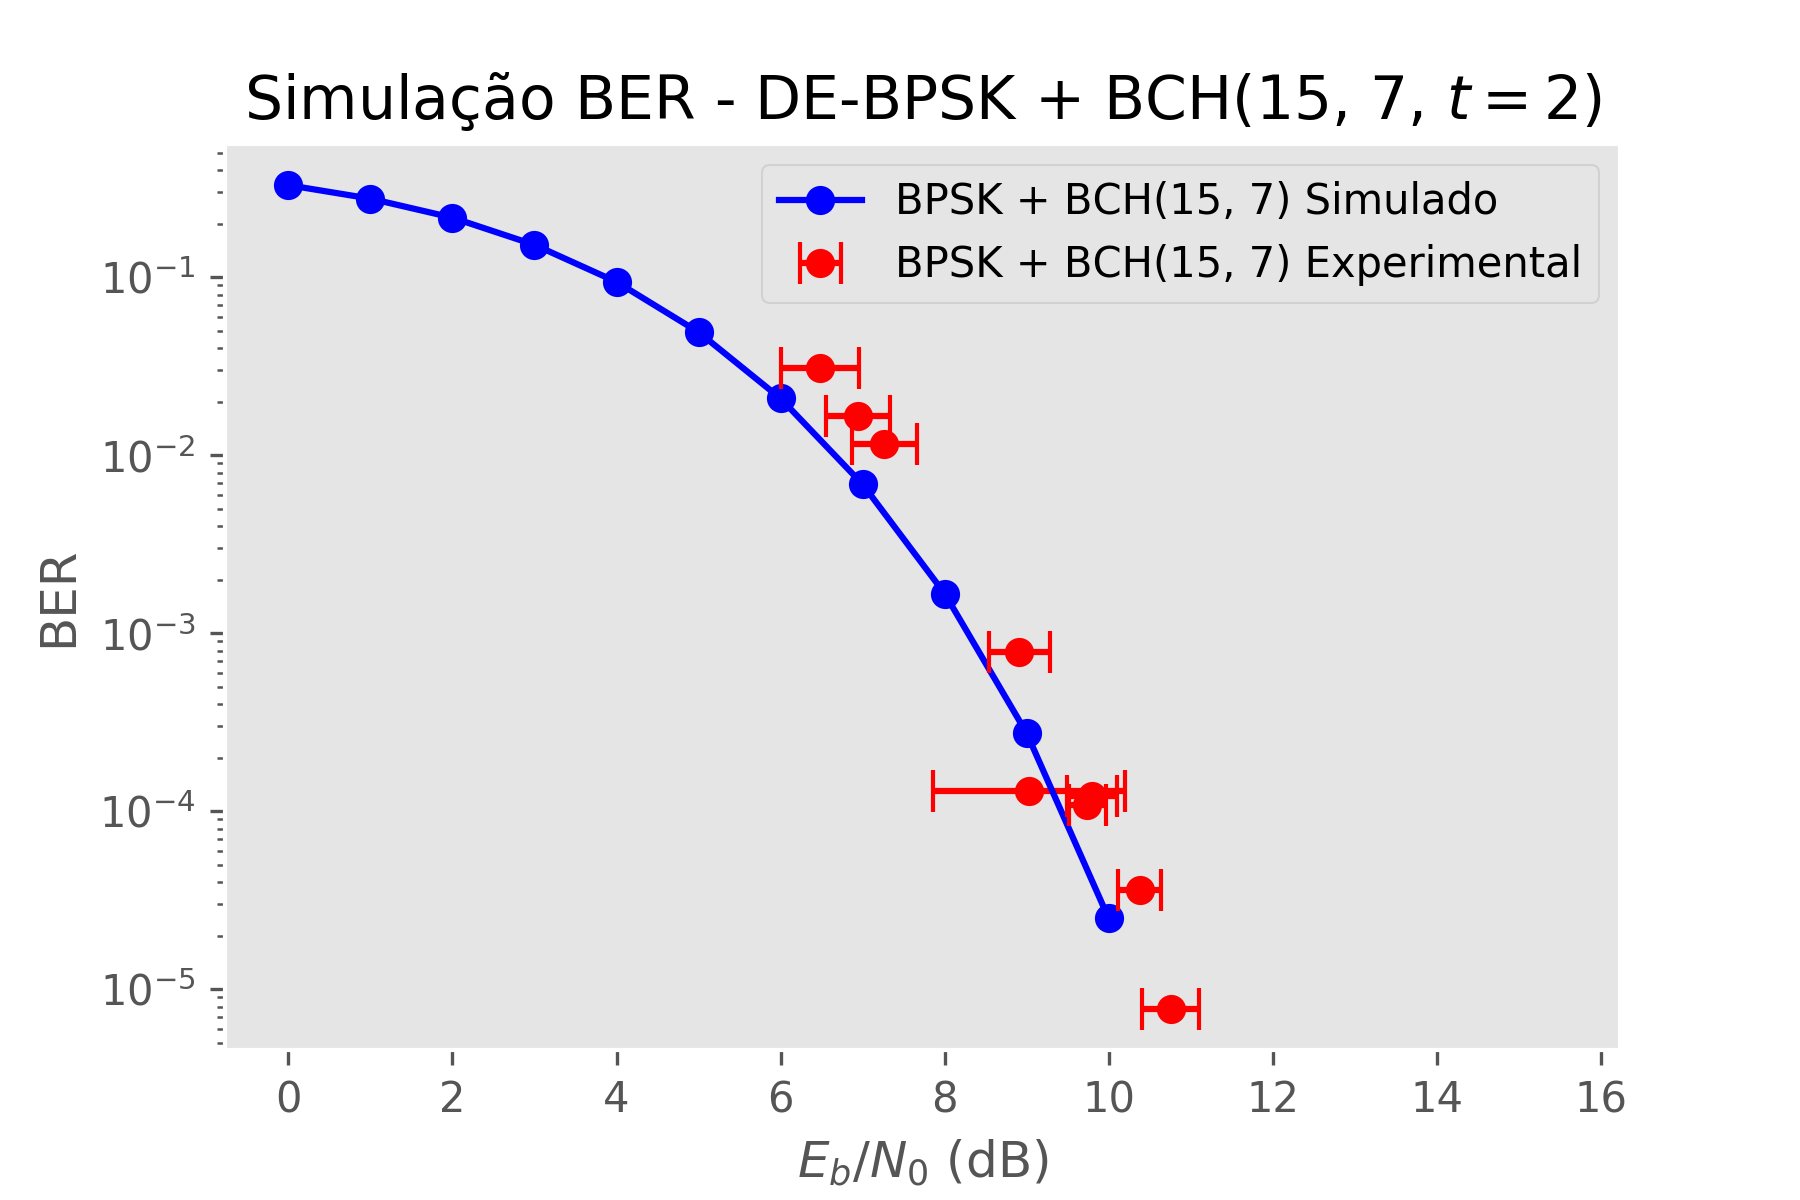 Simulação BER - DE-BPSK + BCH(15, 7, t = 2)
BPSK + BCH(15, 7) Simulado
BPSK + BCH(15, 7) Experimental
BER
10⁻¹
10⁻²
10⁻³
10⁻⁴
10⁻⁵
0 2 4 6 8 10 12 14 16
E_b/N_0 (dB)